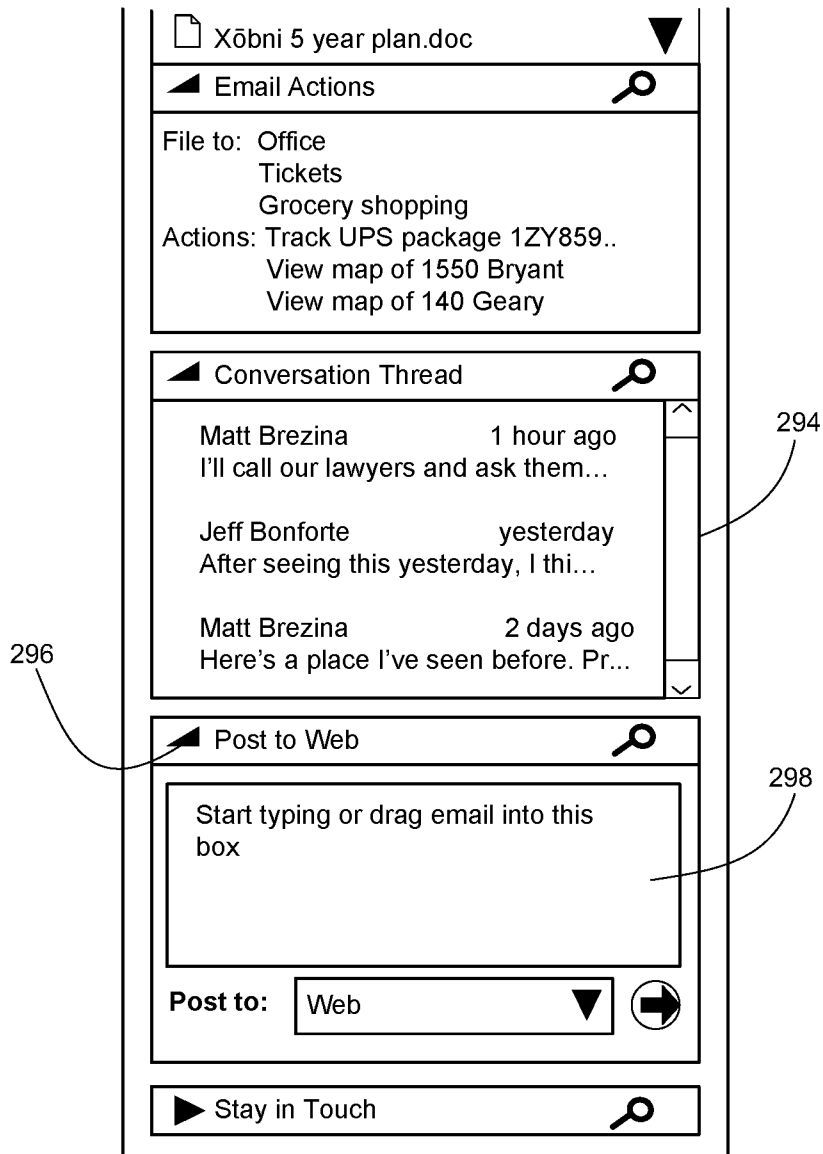 Xōbni 5 year plan.doc
Email Actions
File to: Office
Tickets
Grocery shopping
Actions: Track UPS package 1ZY859..
View map of 1550 Bryant
View map of 140 Geary
Conversation Thread
294
Matt Brezina 1 hour ago
I'll call our lawyers and ask them...
Jeff Bonforte yesterday
After seeing this yesterday, I thi...
Matt Brezina 2 days ago
296
Here's a place I've seen before. Pr...
Post to Web
298
Start typing or drag email into this
box
Post to: Web
Stay in Touch